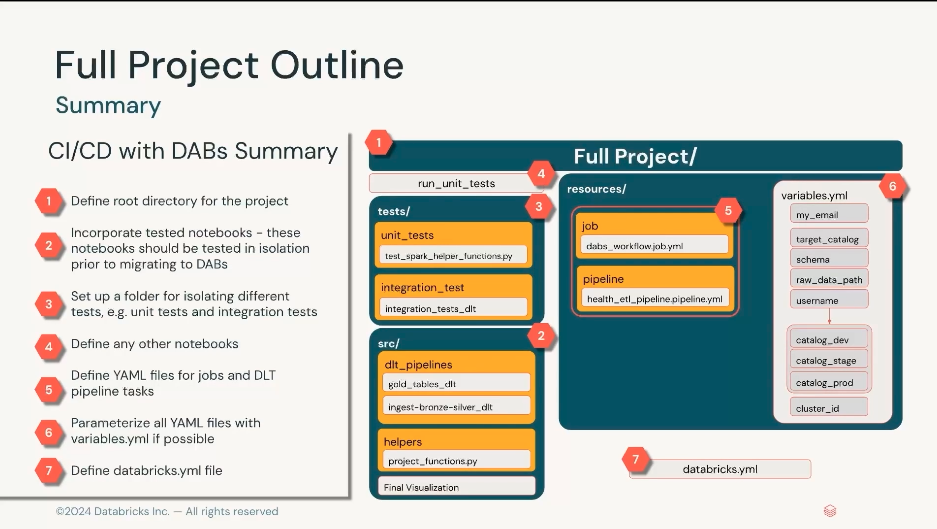 Full Project Outline
Summary
CI/CD with DABs Summary
1 Define root directory for the project
2 Incorporate tested notebooks - these
notebooks should be tested in isolation
prior to migrating to DABs
3 Set up a folder for isolating different
tests, e.g. unit tests and integration tests
4 Define any other notebooks
5 Define YAML files for jobs and DLT
pipeline tasks
6 Parameterize all YAML files with
variables.yml if possible
7 Define databricks.yml file
1
Full Project/
run_unit_tests
4
tests/
3
unit_tests
test_spark_helper_functions.py
integration_test
integration_tests_dlt
src/
2
dlt_pipelines
gold_tables_dlt
ingest-bronze-silver_dlt
helpers
project_functions.py
Final Visualization
resources/
5
job
dabs_workflow.job.yml
pipeline
health_etl_pipeline.pipeline.yml
6
variables.yml
my_email
target_catalog
schema
raw_data_path
username
catalog_dev
catalog_stage
catalog_prod
cluster_id
7
databricks.yml
©2024 Databricks Inc. — All rights reserved